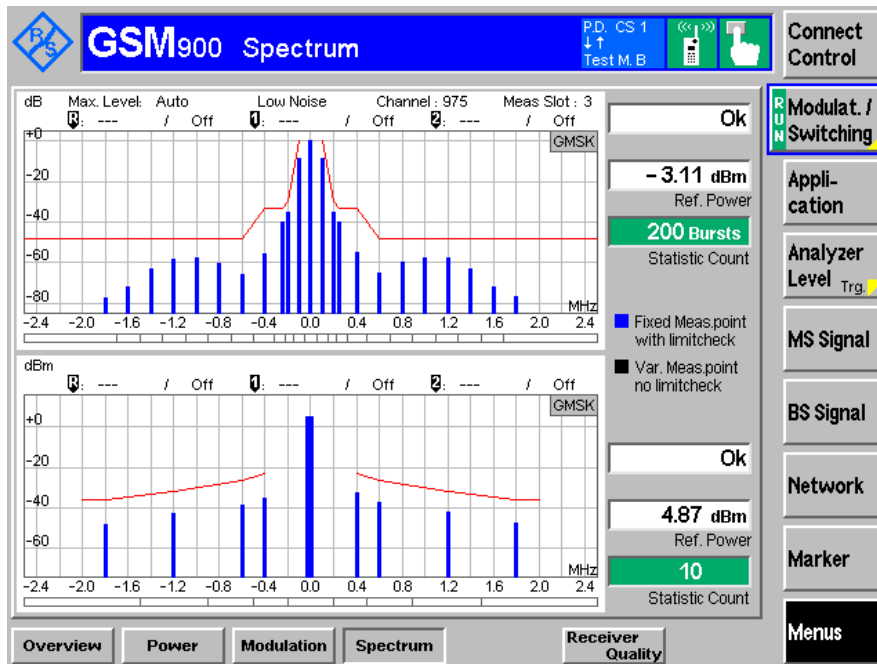 R/S
GSM900 Spectrum
P.D. CS 1
Test M. B
Connect Control
dB Max. Level: Auto Low Noise Channel : 975 Meas Slot : 3
R: --- / Off 1: --- / Off 2: --- / Off
GMSK
+0
-20
-40
-60
-80
MHz
-2.4 -2.0 -1.6 -1.2 -0.8 -0.4 0.0 0.4 0.8 1.2 1.6 2.0 2.4
Ok
-3.11 dBm
Ref. Power
200 Bursts
Statistic Count
Fixed Meas.point
with limitcheck
Var. Meas.point
no limitcheck
dBm
R: --- / Off 1: --- / Off 2: --- / Off
GMSK
+0
-20
-40
-60
MHz
-2.4 -2.0 -1.6 -1.2 -0.8 -0.4 0.0 0.4 0.8 1.2 1.6 2.0 2.4
Ok
4.87 dBm
Ref. Power
10
Statistic Count
RUN
Modulat. /
Switching
Appli-
cation
Analyzer
Level Trg.
MS Signal
BS Signal
Network
Marker
Menus
Overview Power Modulation Spectrum Receiver
Quality